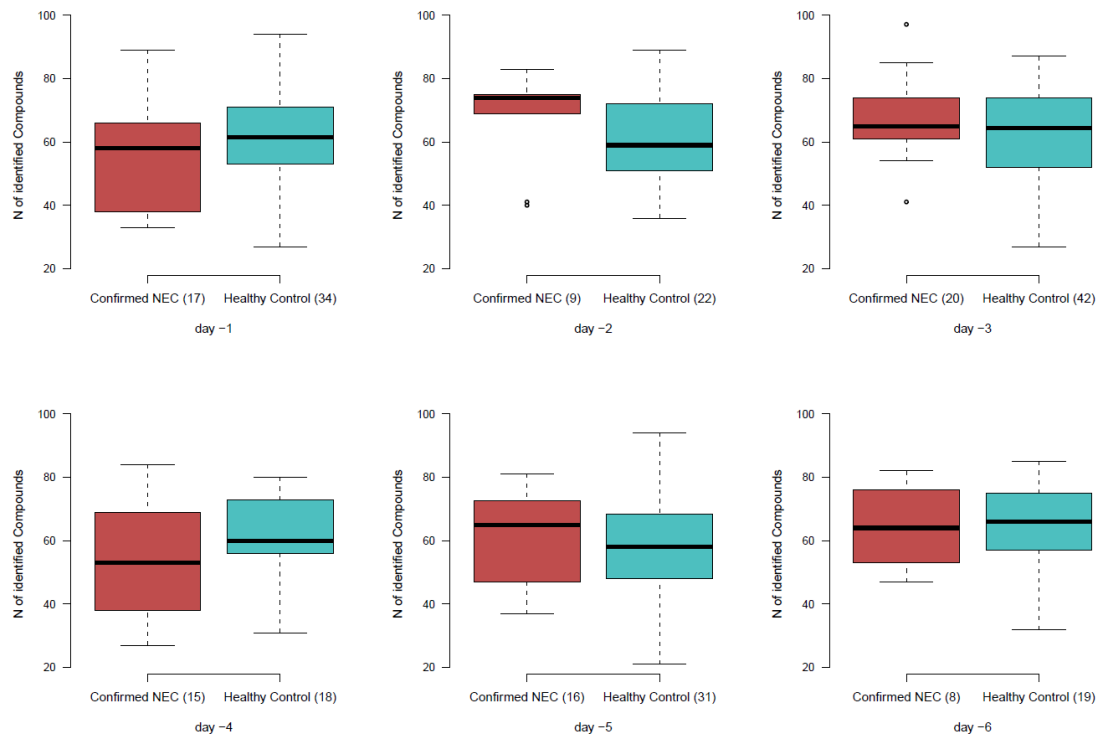 100
80
60
40
20
N of identified Compounds
Confirmed NEC (17) Healthy Control (34)
day −1
100
80
60
40
20
N of identified Compounds
Confirmed NEC (9) Healthy Control (22)
day −2
100
80
60
40
20
N of identified Compounds
Confirmed NEC (20) Healthy Control (42)
day −3
100
80
60
40
20
N of identified Compounds
Confirmed NEC (15) Healthy Control (18)
day −4
100
80
60
40
20
N of identified Compounds
Confirmed NEC (16) Healthy Control (31)
day −5
100
80
60
40
20
N of identified Compounds
Confirmed NEC (8) Healthy Control (19)
day −6